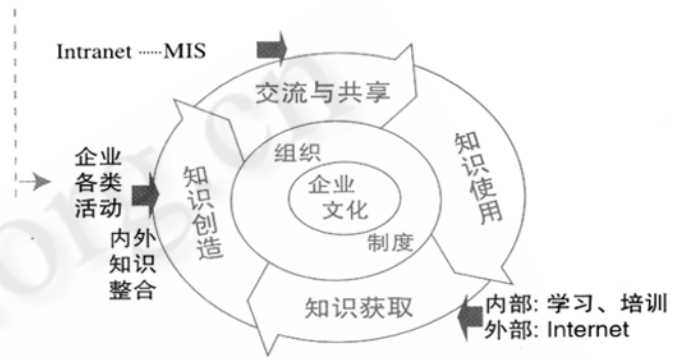 Intranet ······ MIS
交流与共享
知识使用
组织
企业
文化
制度
知识创造
企业
各类
活动
内外
知识
整合
知识获取
内部: 学习、培训
外部: Internet
org.cn